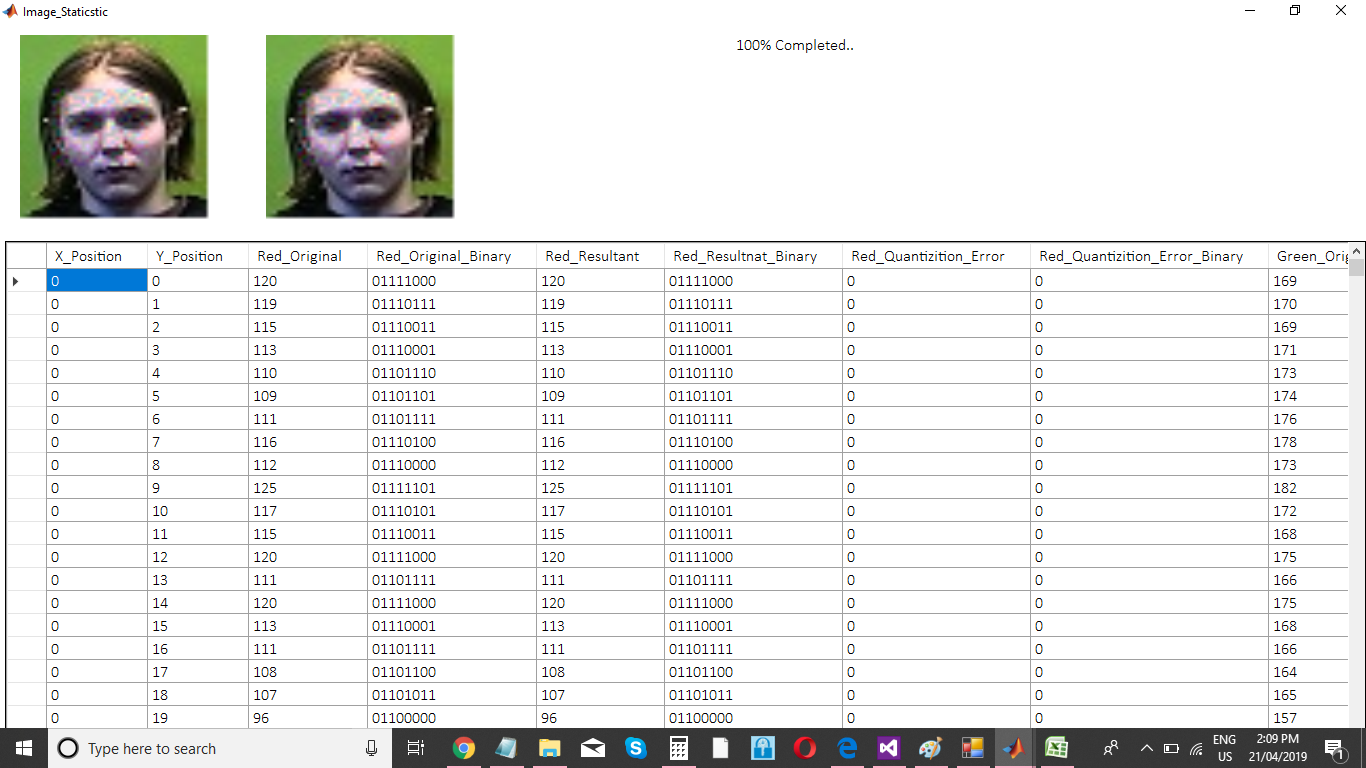 Image_Staticstic
100% Completed..
X_Position Y_Position Red_Original Red_Original_Binary Red_Resultant Red_Resultnat_Binary Red_Quantizition_Error Red_Quantizition_Error_Binary Green_Orig
0 0 120 01111000 120 01111000 0 0 169
0 1 119 01110111 119 01110111 0 0 170
0 2 115 01110011 115 01110011 0 0 169
0 3 113 01110001 113 01110001 0 0 171
0 4 110 01101110 110 01101110 0 0 173
0 5 109 01101101 109 01101101 0 0 174
0 6 111 01101111 111 01101111 0 0 176
0 7 116 01110100 116 01110100 0 0 178
0 8 112 01110000 112 01110000 0 0 173
0 9 125 01111101 125 01111101 0 0 182
0 10 117 01110101 117 01110101 0 0 172
0 11 115 01110011 115 01110011 0 0 168
0 12 120 01111000 120 01111000 0 0 175
0 13 111 01101111 111 01101111 0 0 166
0 14 120 01111000 120 01111000 0 0 175
0 15 113 01110001 113 01110001 0 0 168
0 16 111 01101111 111 01101111 0 0 166
0 17 108 01101100 108 01101100 0 0 164
0 18 107 01101011 107 01101011 0 0 165
0 19 96 01100000 96 01100000 0 0 157
Type here to search
ENG
US
2:09 PM
21/04/2019
1